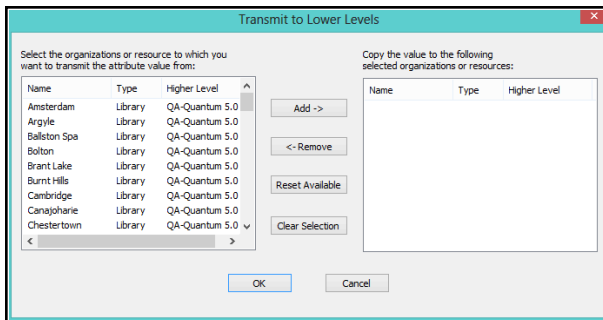 Transmit to Lower Levels
Select the organizations or resource to which you
want to transmit the attribute value from:
Name Type Higher Level
Amsterdam Library QA-Quantum 5.0
Argyle Library QA-Quantum 5.0
Ballston Spa Library QA-Quantum 5.0
Bolton Library QA-Quantum 5.0
Brant Lake Library QA-Quantum 5.0
Burnt Hills Library QA-Quantum 5.0
Cambridge Library QA-Quantum 5.0
Canajoharie Library QA-Quantum 5.0
Chestertown Library QA-Quantum 5.0
Add ->
<- Remove
Reset Available
Clear Selection
Copy the value to the following
selected organizations or resources:
Name Type Higher Level
OK Cancel